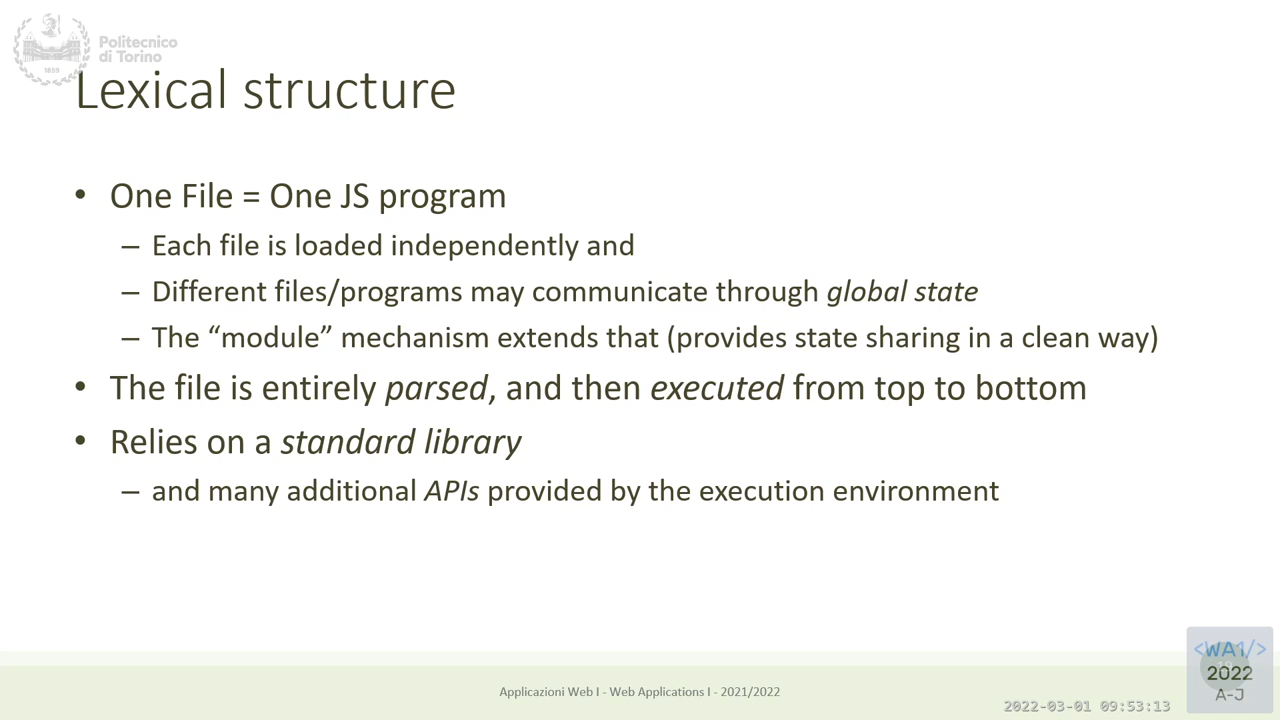 Politecnico
di Torino
1859
Lexical structure
• One File = One JS program
– Each file is loaded independently and
– Different files/programs may communicate through global state
– The “module” mechanism extends that (provides state sharing in a clean way)
• The file is entirely parsed, and then executed from top to bottom
• Relies on a standard library
– and many additional APIs provided by the execution environment
Applicazioni Web I - Web Applications I - 2021/2022
2022-03-01 09:53:13
<WA1/>
2022
A-J